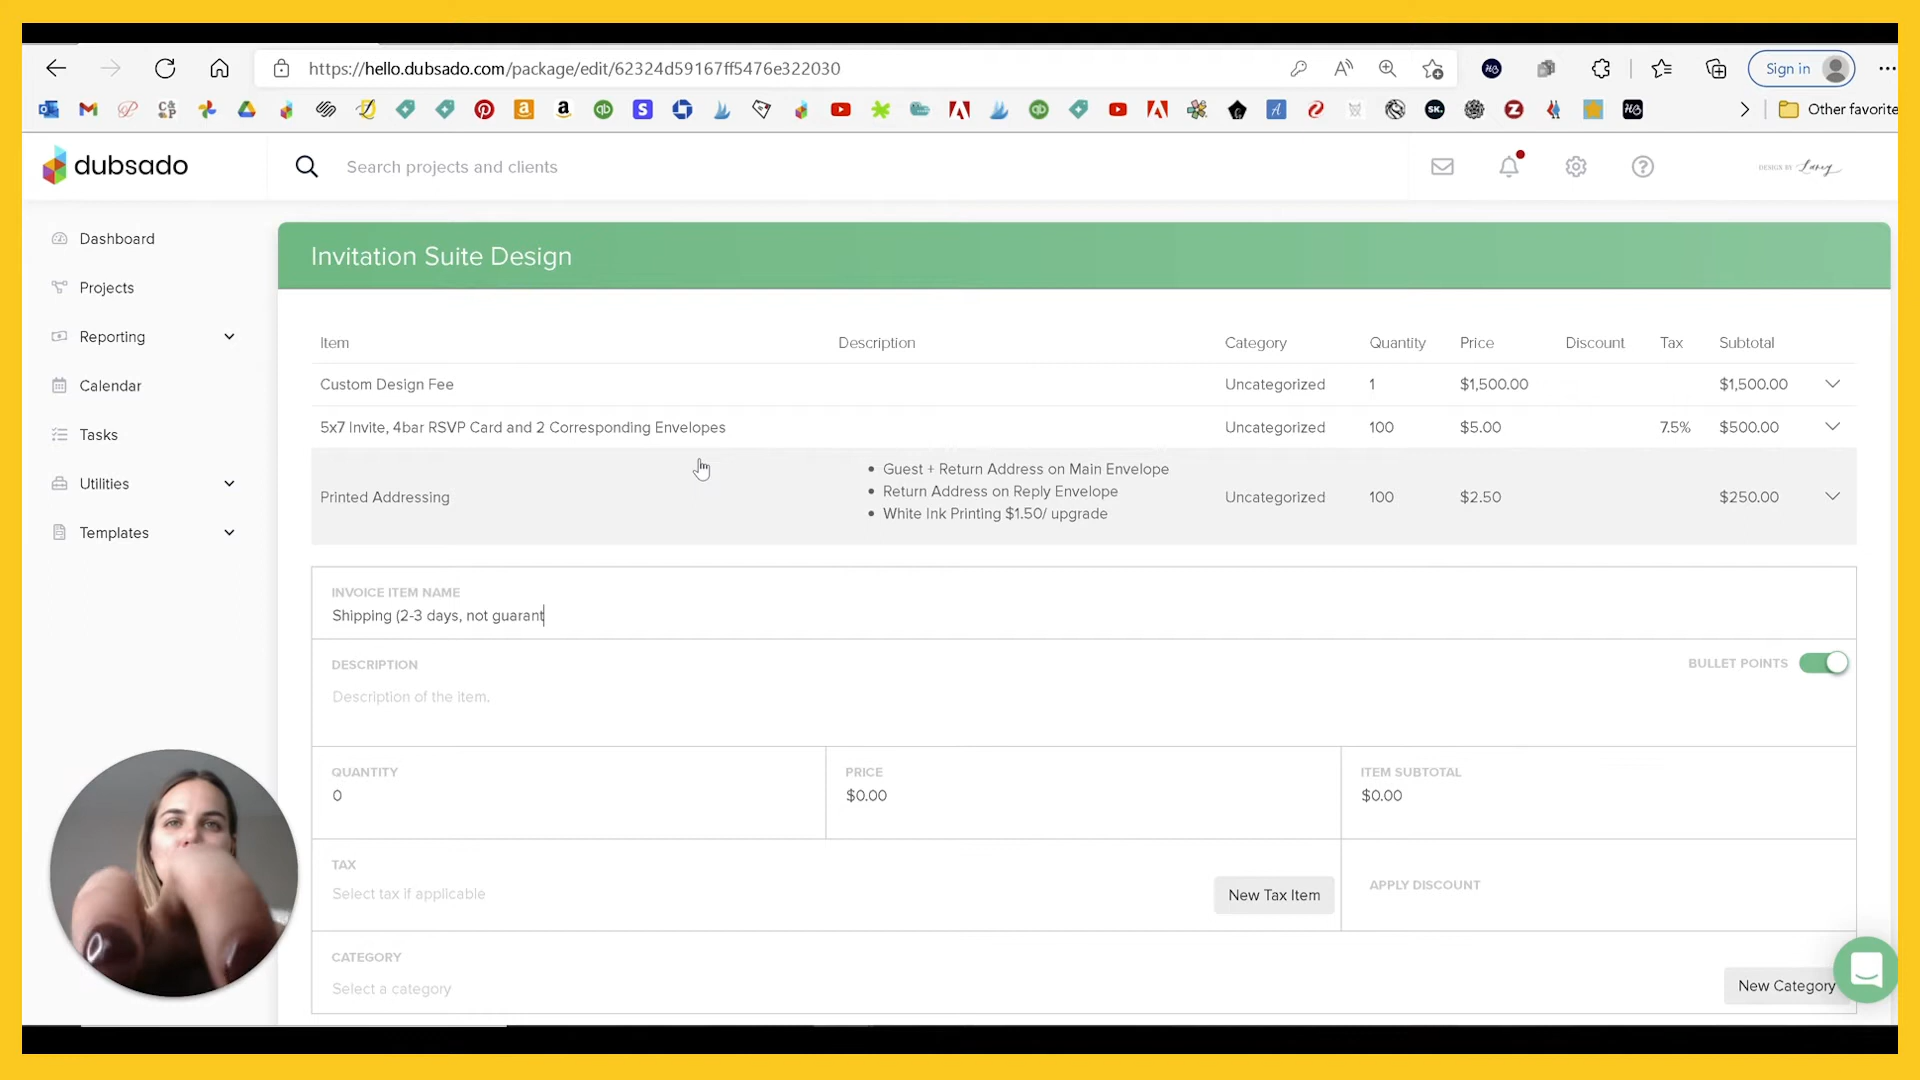 https://hello.dubsado.com/package/edit/62324d59167ff5476e322030
Sign in
Other favorite
dubsado
Search projects and clients
DESIGN BY Laney
Dashboard
Projects
Reporting
Calendar
Tasks
Utilities
Templates
Invitation Suite Design
Item Description Category Quantity Price Discount Tax Subtotal
Custom Design Fee Uncategorized 1 $1,500.00 $1,500.00
5x7 Invite, 4bar RSVP Card and 2 Corresponding Envelopes Uncategorized 100 $5.00 7.5% $500.00
Printed Addressing
• Guest + Return Address on Main Envelope
• Return Address on Reply Envelope
• White Ink Printing $1.50/ upgrade
Uncategorized 100 $2.50 $250.00
INVOICE ITEM NAME
Shipping (2-3 days, not guarant
DESCRIPTION
BULLET POINTS
Description of the item.
QUANTITY
0
PRICE
$0.00
ITEM SUBTOTAL
$0.00
TAX
Select tax if applicable
New Tax Item
APPLY DISCOUNT
CATEGORY
Select a category
New Category